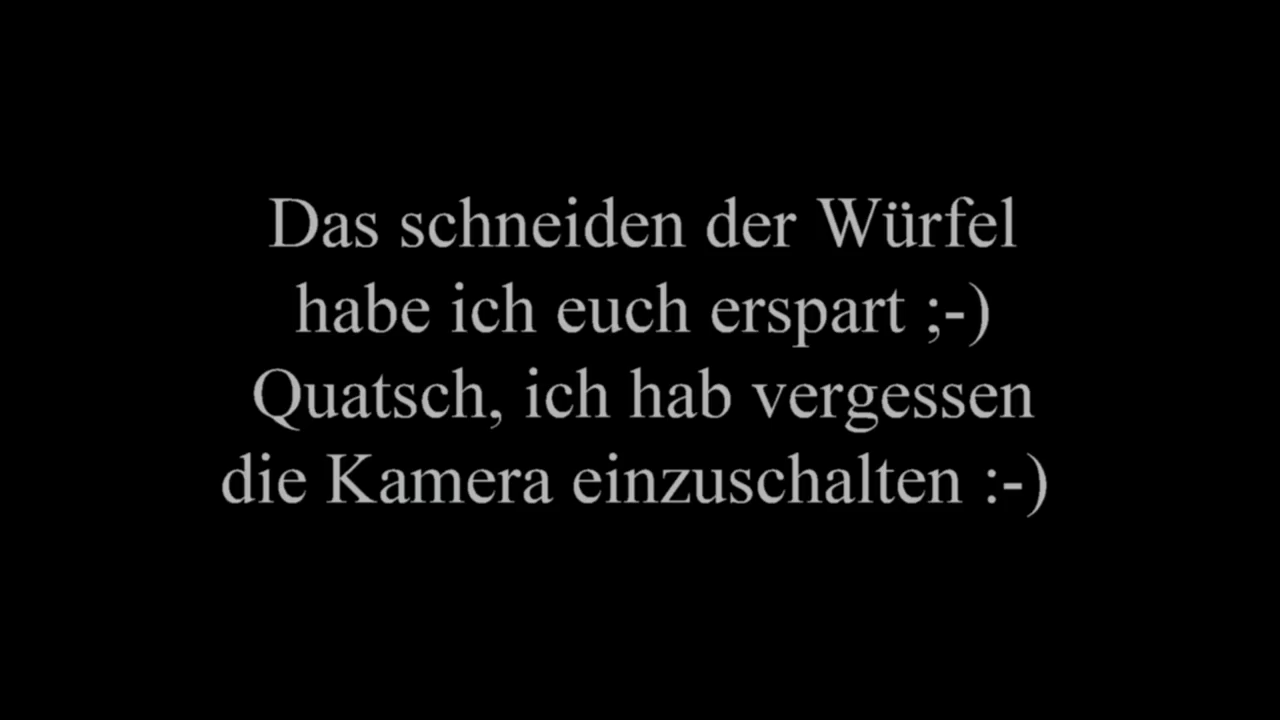 Das schneiden der Würfel
habe ich euch erspart ;-)
Quatsch, ich hab vergessen
die Kamera einzuschalten :-)